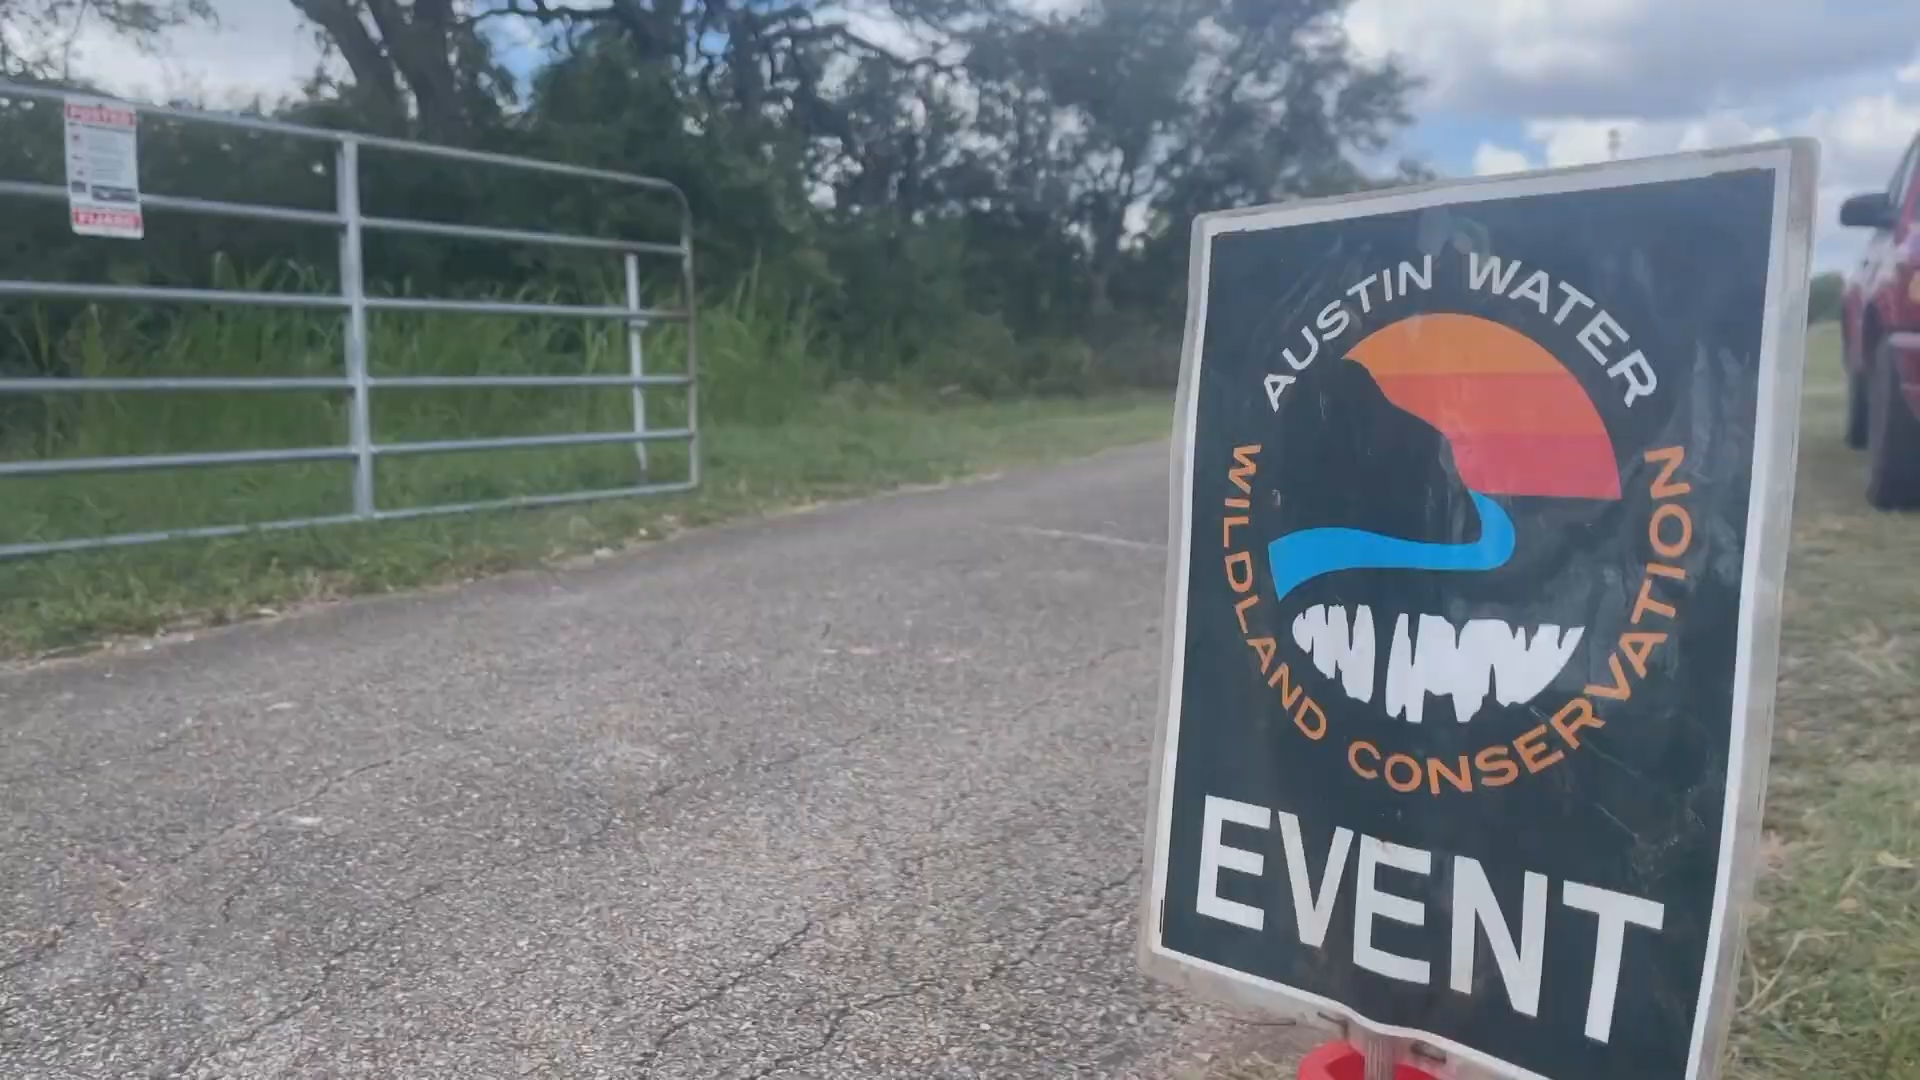 POSTED
AUSTIN WATER
WILDLAND CONSERVATION
EVENT